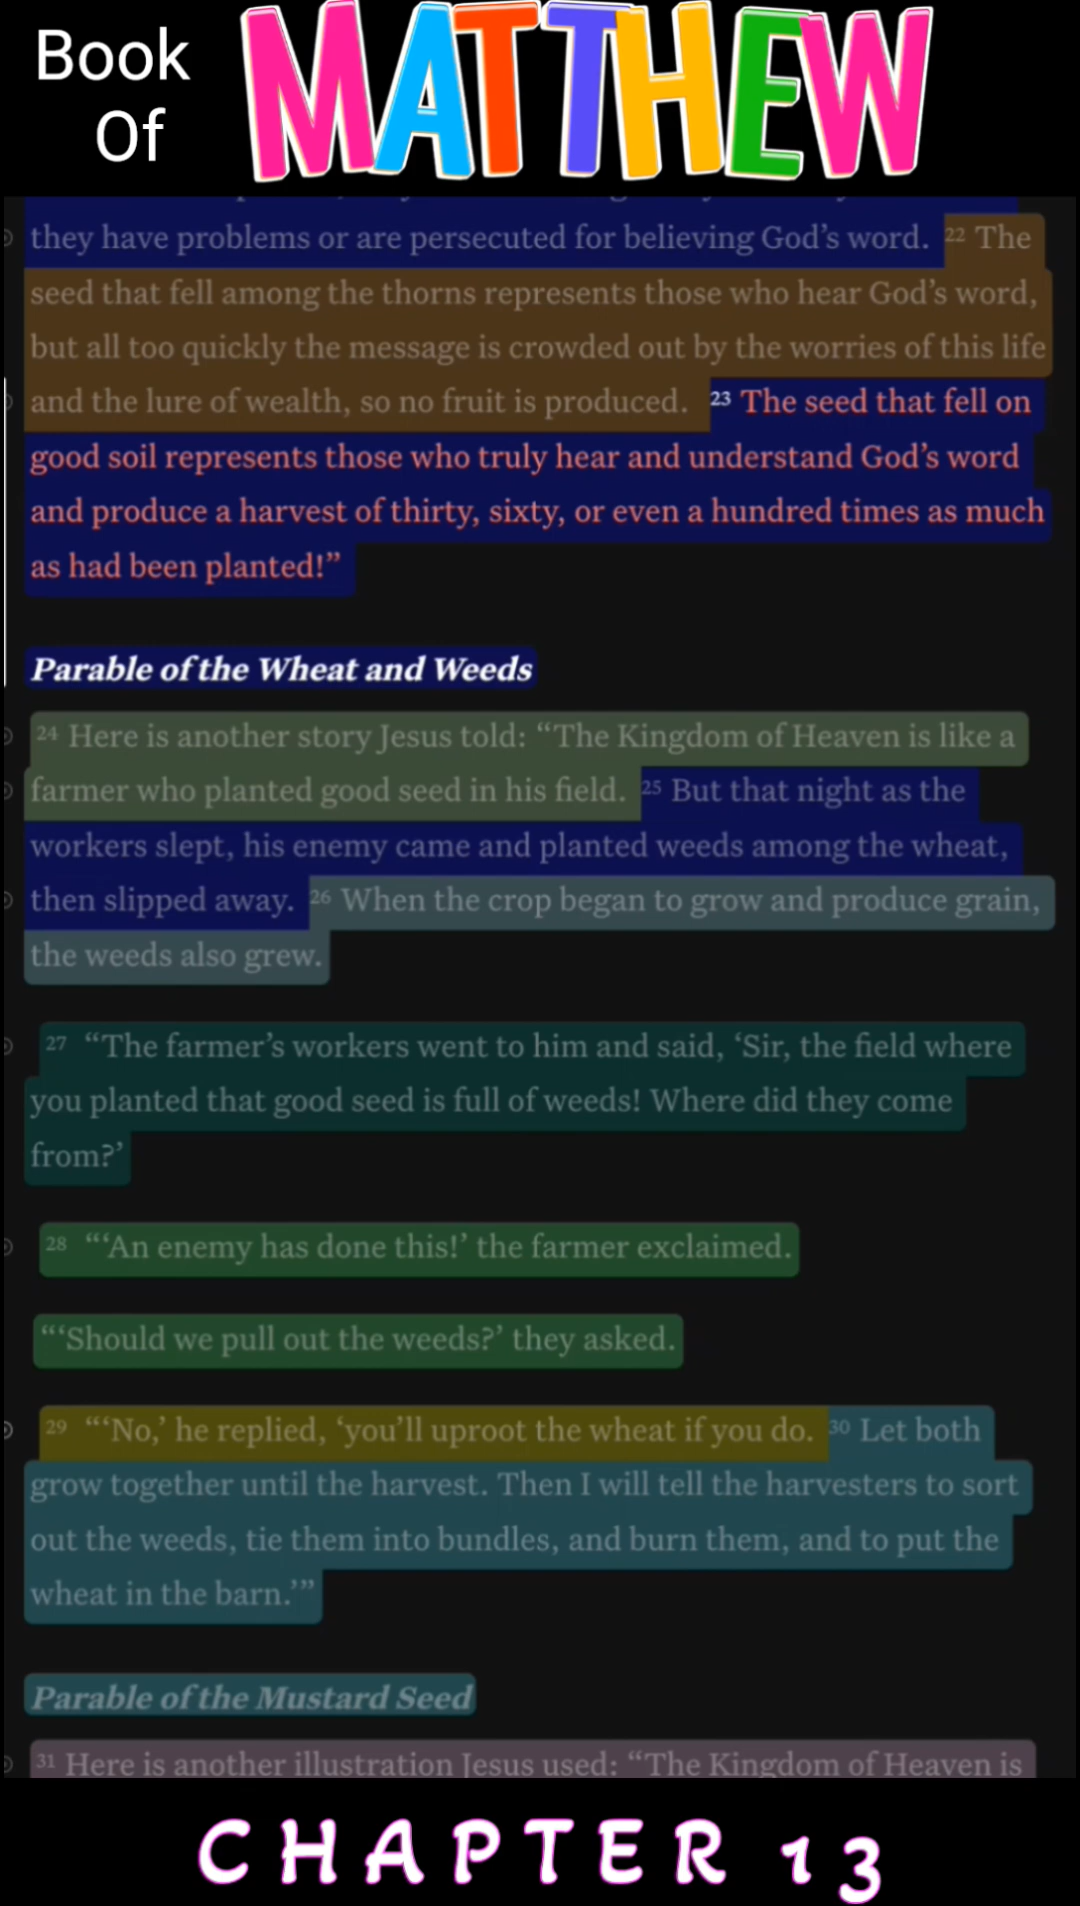 Book
Of
MATTHEW
they have problems or are persecuted for believing God’s word. 22 The
seed that fell among the thorns represents those who hear God’s word,
but all too quickly the message is crowded out by the worries of this life
and the lure of wealth, so no fruit is produced. 23 The seed that fell on
good soil represents those who truly hear and understand God’s word
and produce a harvest of thirty, sixty, or even a hundred times as much
as had been planted!”
Parable of the Wheat and Weeds
24 Here is another story Jesus told: “The Kingdom of Heaven is like a
farmer who planted good seed in his field. 25 But that night as the
workers slept, his enemy came and planted weeds among the wheat,
then slipped away. 26 When the crop began to grow and produce grain,
the weeds also grew.
27 “The farmer’s workers went to him and said, ‘Sir, the field where
you planted that good seed is full of weeds! Where did they come
from?’
28 “‘An enemy has done this!’ the farmer exclaimed.
“‘Should we pull out the weeds?’ they asked.
29 “‘No,’ he replied, ‘you’ll uproot the wheat if you do. 30 Let both
grow together until the harvest. Then I will tell the harvesters to sort
out the weeds, tie them into bundles, and burn them, and to put the
wheat in the barn.’”
Parable of the Mustard Seed
31 Here is another illustration Jesus used: “The Kingdom of Heaven is
CHAPTER 13